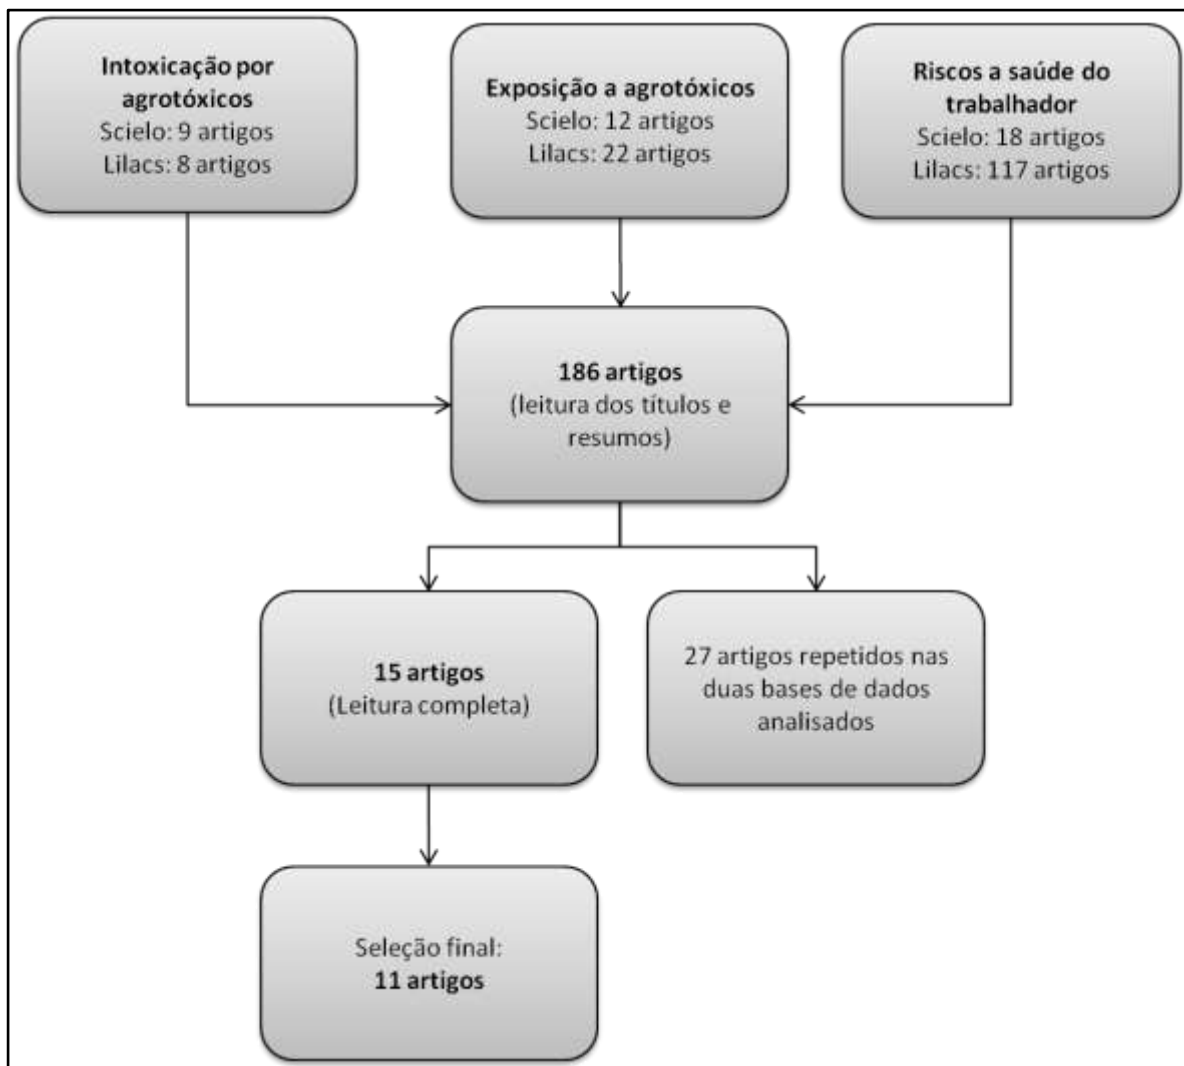 Intoxicação por
agrotóxicos
Scielo: 9 artigos
Lilacs: 8 artigos
Exposição a agrotóxicos
Scielo: 12 artigos
Lilacs: 22 artigos
Riscos a saúde do
trabalhador
Scielo: 18 artigos
Lilacs: 117 artigos
186 artigos
(leitura dos títulos e
resumos)
15 artigos
(Leitura completa)
27 artigos repetidos nas
duas bases de dados
analisados
Seleção final:
11 artigos